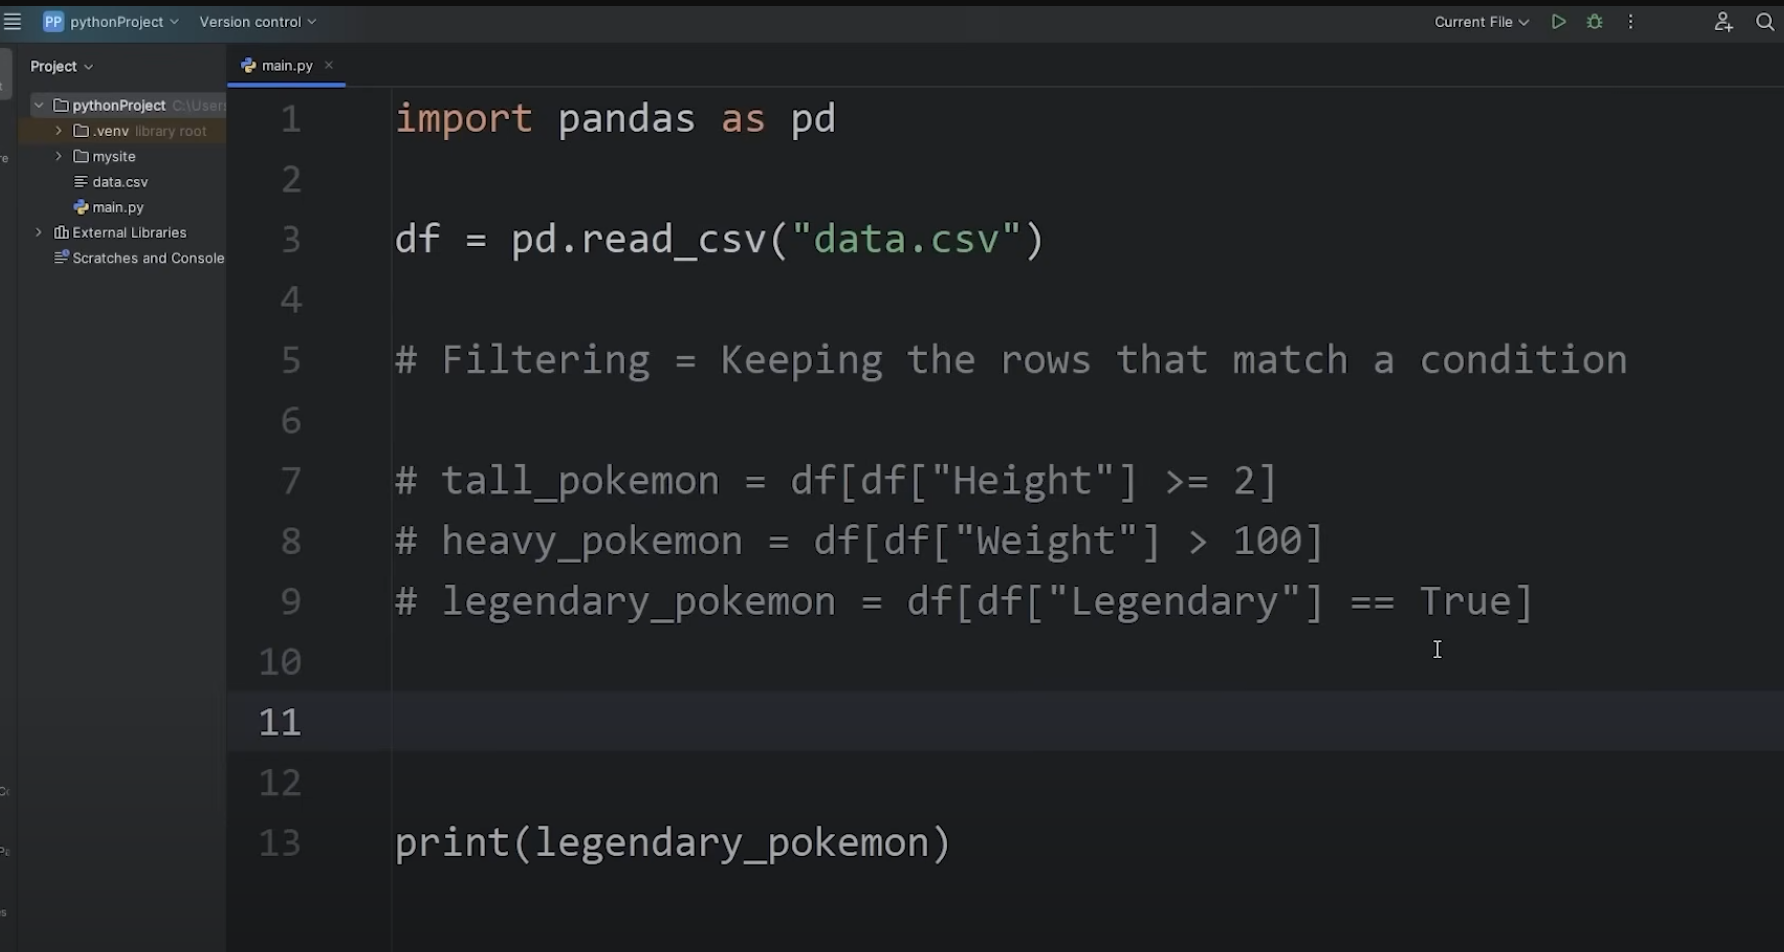 PP pythonProject Version control Current File
Project
main.py
pythonProject C:\Users
.venv library root
mysite
data.csv
main.py
External Libraries
Scratches and Console
1 import pandas as pd
2
3 df = pd.read_csv("data.csv")
4
5 # Filtering = Keeping the rows that match a condition
6
7 # tall_pokemon = df[df["Height"] >= 2]
8 # heavy_pokemon = df[df["Weight"] > 100]
9 # legendary_pokemon = df[df["Legendary"] == True]
10
11
12
13 print(legendary_pokemon)